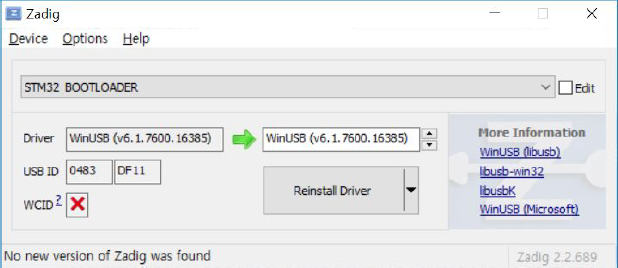 Zadig
Device Options Help
STM32 BOOTLOADER
Edit
Driver WinUSB (v6.1.7600.16385) WinUSB (v6.1.7600.16385)
USB ID 0483 DF11
WCID ?
Reinstall Driver
More Information
WinUSB (libusb)
libusb-win32
libusbK
WinUSB (Microsoft)
No new version of Zadig was found
Zadig 2.2.689